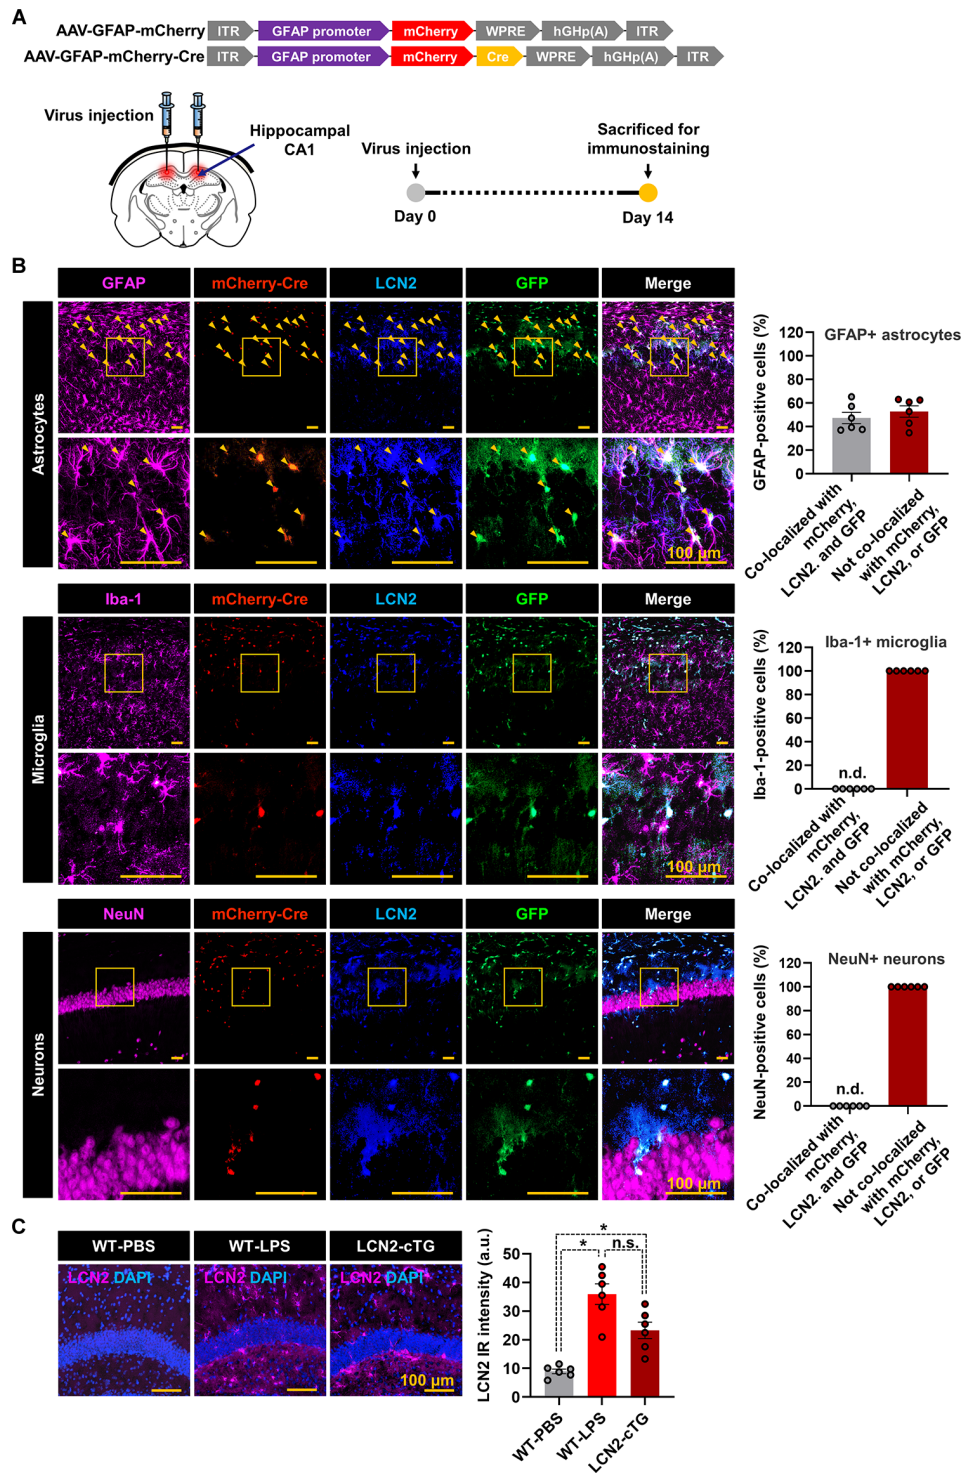 A
AAV-GFAP-mCherry ITR GFAP promoter mCherry WPRE hGHp(A) ITR
AAV-GFAP-mCherry-Cre ITR GFAP promoter mCherry Cre WPRE hGHp(A) ITR
Virus injection
Hippocampal
CA1
Virus injection
Sacrificed for
immunostaining
Day 0
Day 14
B
Astrocytes
GFAP mCherry-Cre LCN2 GFP Merge
100 µm
GFAP-positive cells (%)
GFAP+ astrocytes
120
100
80
60
40
20
0
Co-localized with
mCherry,
LCN2. and GFP
Not co-localized
with mCherry,
LCN2, or GFP
Microglia
Iba-1 mCherry-Cre LCN2 GFP Merge
100 µm
Iba-1-positive cells (%)
Iba-1+ microglia
120
100
80
60
40
20
0
n.d.
Co-localized with
mCherry,
LCN2. and GFP
Not co-localized
with mCherry,
LCN2, or GFP
Neurons
NeuN mCherry-Cre LCN2 GFP Merge
100 µm
NeuN-positive cells (%)
NeuN+ neurons
120
100
80
60
40
20
0
n.d.
Co-localized with
mCherry,
LCN2. and GFP
Not co-localized
with mCherry,
LCN2, or GFP
C
WT-PBS WT-LPS LCN2-cTG
LCN2 DAPI LCN2 DAPI LCN2 DAPI
100 µm
LCN2 IR intensity (a.u.)
50
40
30
20
10
0
*
* n.s.
WT-PBS
WT-LPS
LCN2-cTG